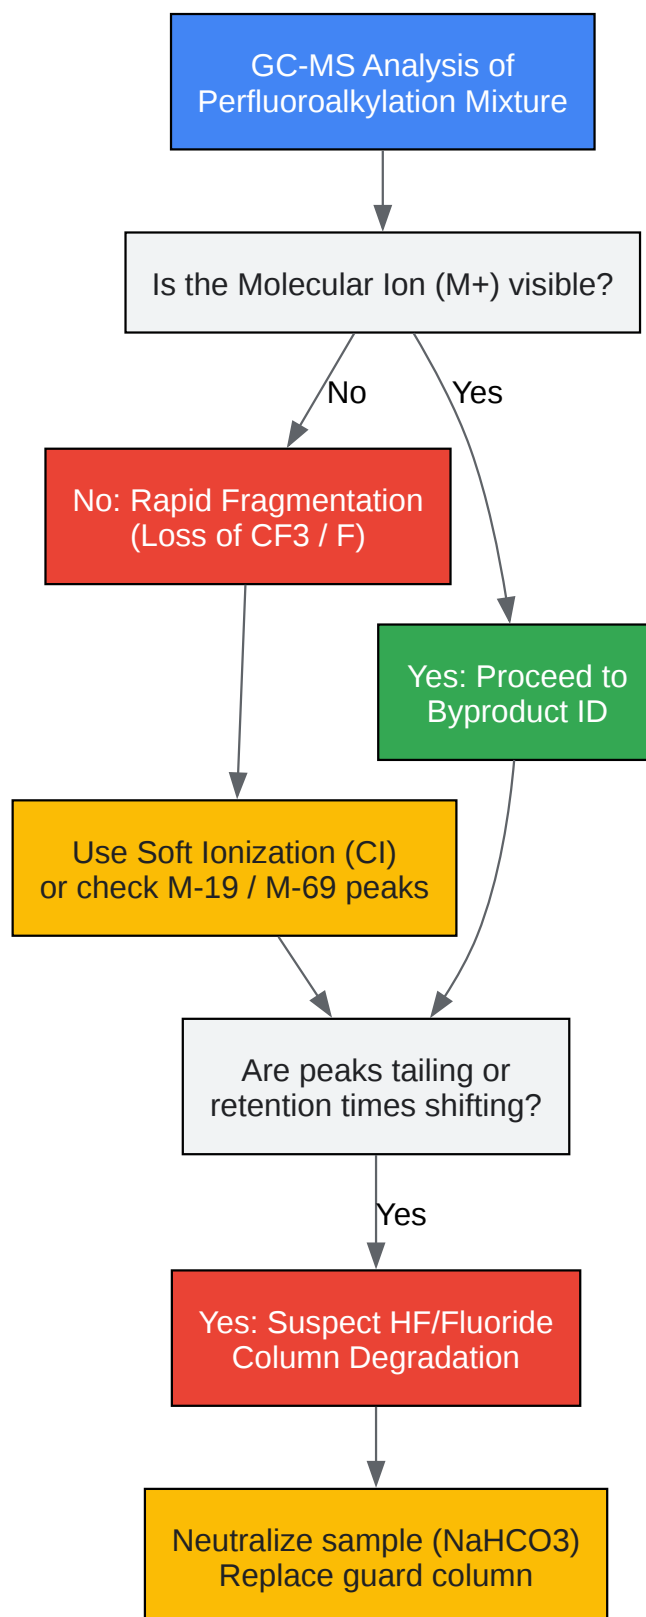 GC-MS Analysis of
Perfluoroalkylation Mixture
Is the Molecular Ion (M+) visible?
No
Yes
No: Rapid Fragmentation
(Loss of CF3 / F)
Yes: Proceed to
Byproduct ID
Use Soft Ionization (CI)
or check M-19 / M-69 peaks
Are peaks tailing or
retention times shifting?
Yes
Yes: Suspect HF/Fluoride
Column Degradation
Neutralize sample (NaHCO3)
Replace guard column